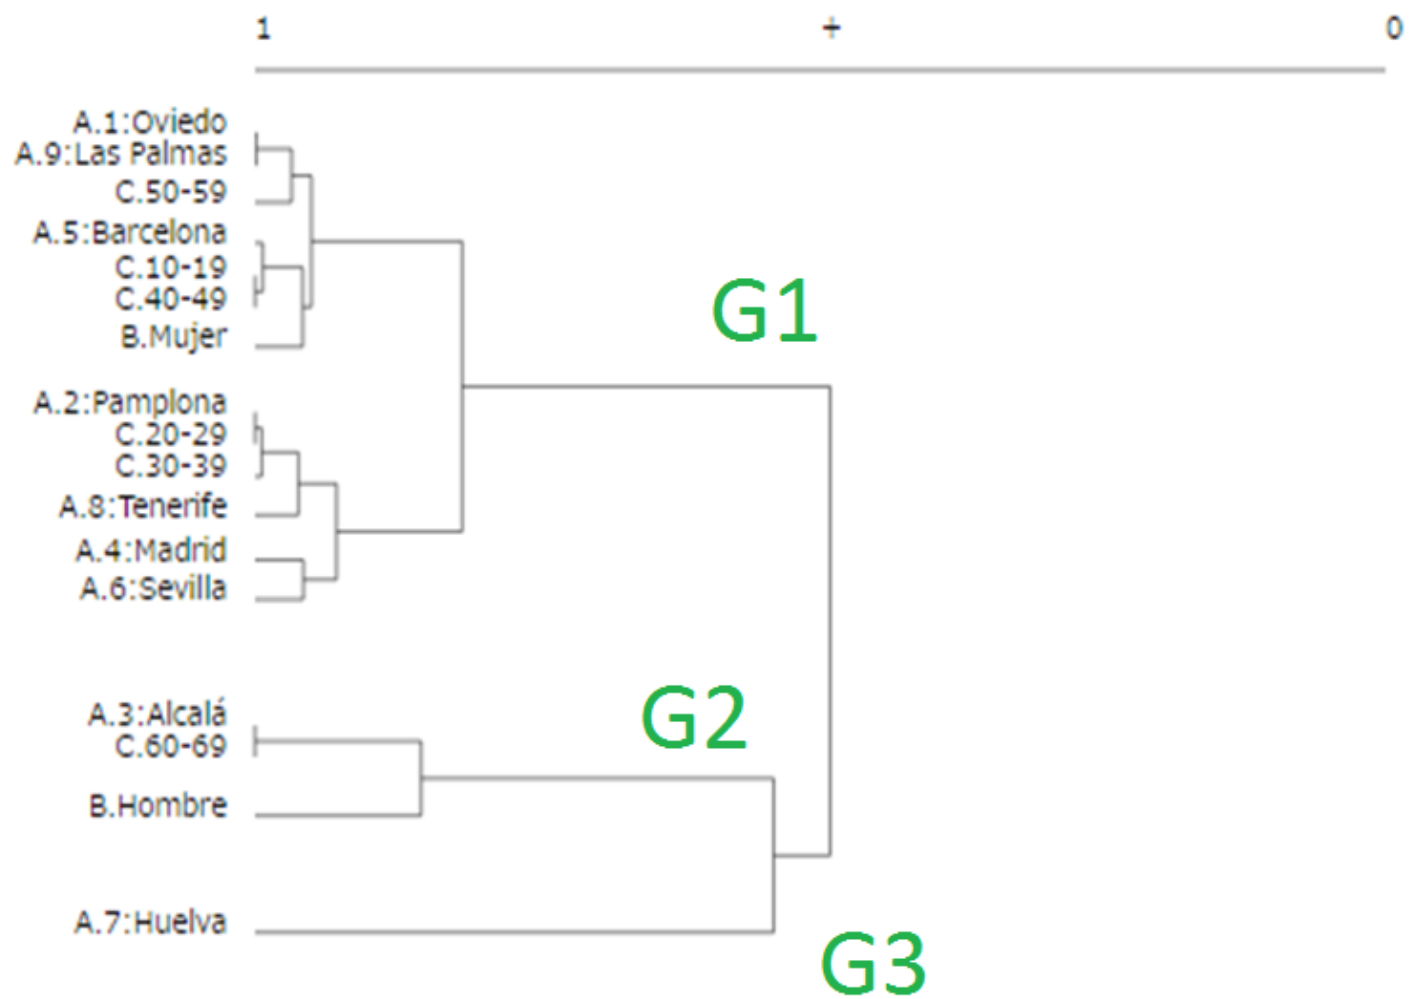 1 + 0
A.1:Oviedo
A.9:Las Palmas
C.50-59
A.5:Barcelona
C.10-19
C.40-49
B.Mujer
G1
A.2:Pamplona
C.20-29
C.30-39
A.8:Tenerife
A.4:Madrid
A.6:Sevilla
G2
A.3:Alcalá
C.60-69
B.Hombre
A.7:Huelva
G3